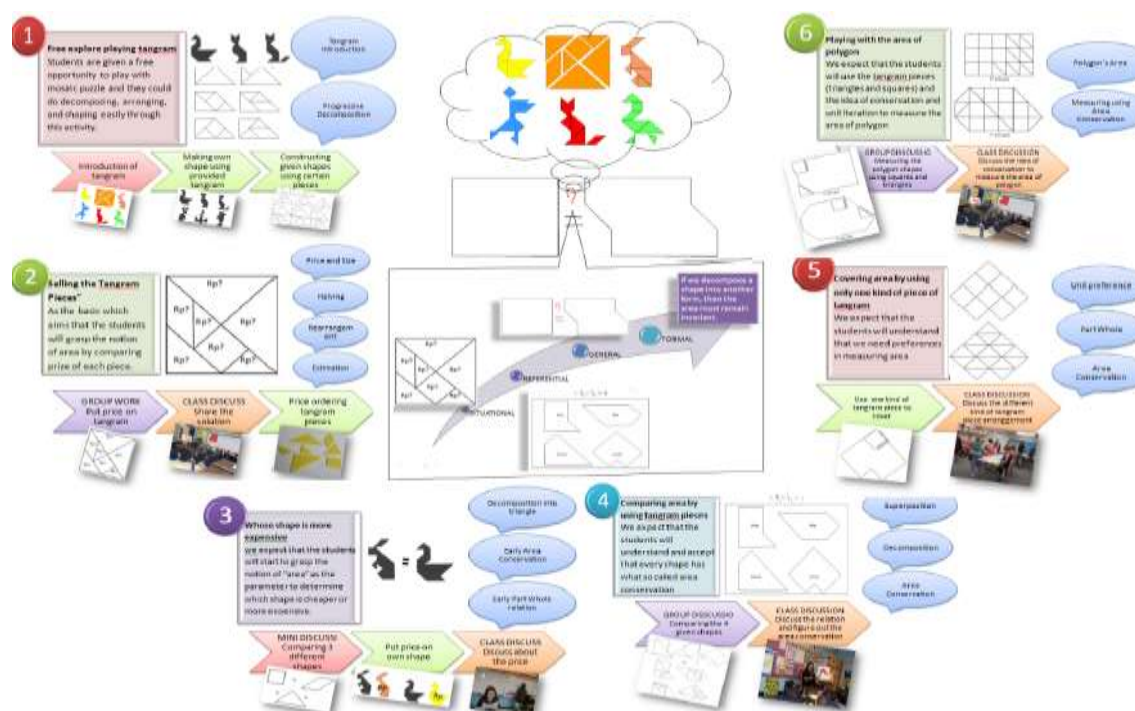 1
Free explore playing tangram
Students are given a free
opportunity to play with
mosaic puzzle and they could
do decomposing, arranging,
and shaping easily through
this activity.
Tangram
Introduction
Progressive
Decomposition
Introduction of
tangram
Making own
shape using
provided
tangram
Constructing
given shapes
using certain
pieces
2
Selling the Tangram
Pieces"
As the basic which
aims that the students
will grasp the notion
of area by comparing
prize of each piece.
Rp?
Rp?
Rp?
Rp?
Rp?
Rp?
Rp?
Price and Size
Halving
Rearrangem
ent
Estimation
GROUP WORK
Put price on
tangram
CLASS DISCUSS
Share the
solution
Price ordering
tangram
pieces
3
Whose shape is more
expensive
we expect that the students
will start to grasp the
notion of "area" as the
parameter to determine
which shape is cheaper or
more expensive.
=
Decomposition into
triangle
Early Area
Conservation
Early Part Whole
relation
MINI DISCUSS
Comparing 3
different
shapes
Put price on
own shape
CLASS DISCUSS
Discuss about
the price
4
Comparing area by
using tangram pieses
We expect that the
students will
understand and accept
that every shape has
what so called area
conservation
Superposition
Decomposition
Area
Conservation
GROUP DISSCUSSIO
Comparing the 4
given shapes
CLASS DISCUSSION
Discuss the relation
and figure out the
area conservation
5
Covering area by using
only one kind of piece of
tangram
We expect that the
students will understand
that we need preferences
in measuring area
Unit preference
Part Whole
Area
Conservation
Use one kind of
tangram piece to
cover
CLASS DISCUSSION
Discuss the different
kind of tangram
piece arrangement
6
Playing with the area of
polygon
We expect that the students
will use the tangram pieces
(triangles and squares) and
the idea of conservation and
unit iteration to measure the
area of polygon.
Polygon's Area
Measuring using
Area
Conservation
GROUP DISCUSSIO
Measuring the
polygon shapes
using squares and
triangles
CLASS DISCUSSION
Discuss the idea of
conservation to
measure the area of
polygon
?
If we decompose a
shape into another
form, then the
area must remain
invariant.
FORMAL
GENERAL
REFERENTIAL
SITUATIONAL